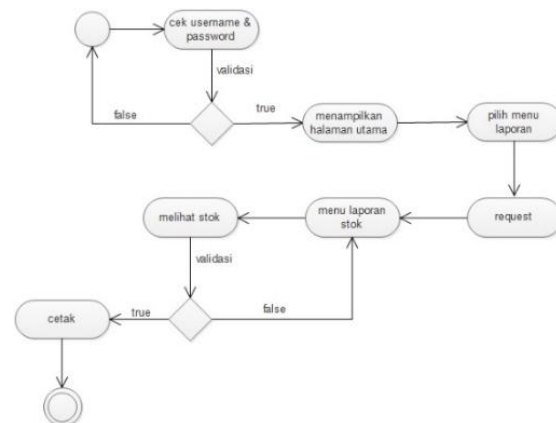 cek username &
password
validasi
false
true
menampilkan
halaman utama
pilih menu
laporan
request
menu laporan
stok
melihat stok
validasi
false
true
cetak